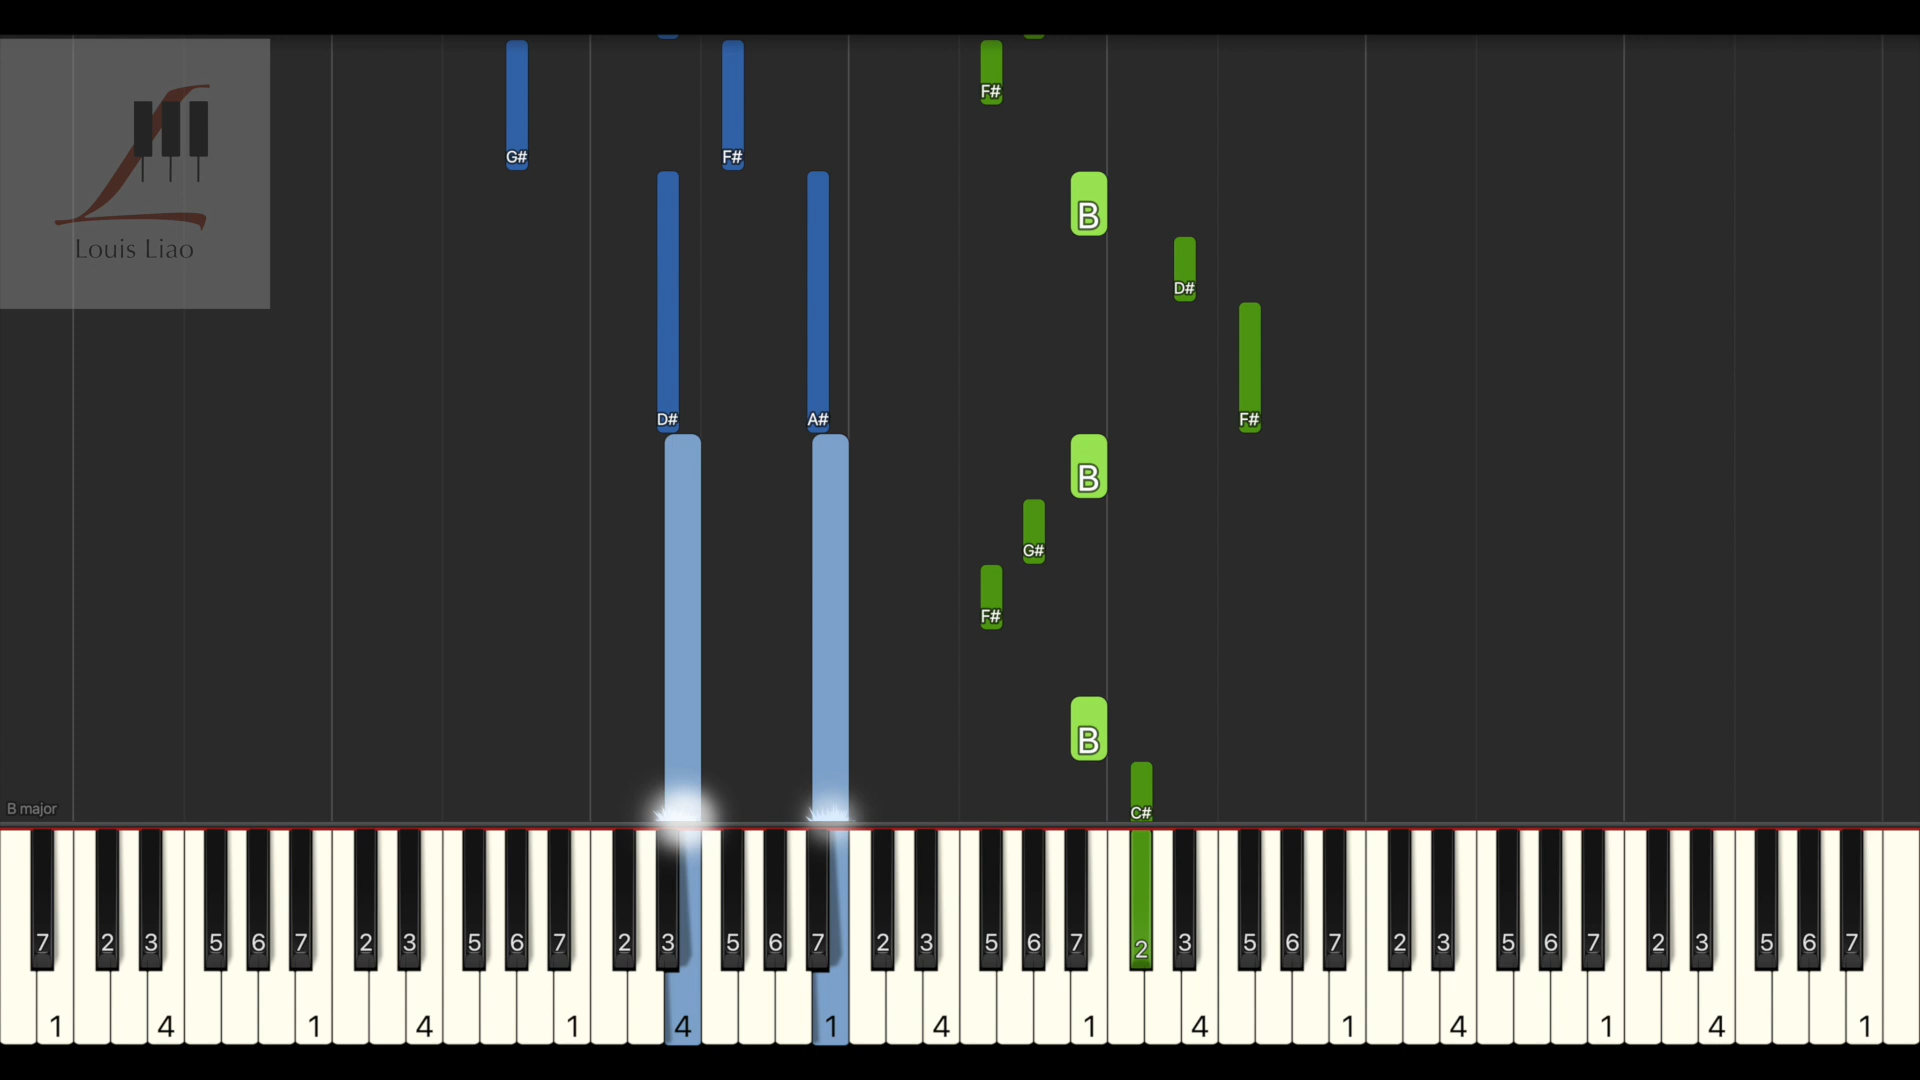 F#
G# F#
Louis Liao
B
D#
D# A# F#
B
G#
F#
B
B major C#
7 2 3 5 6 7 2 3 5 6 7 2 3 5 6 7 2 3 5 6 7 2 3 5 6 7 2 3 5 6 7 2 3 5 6 7
1 4 1 4 1 4 1 4 1 4 1 4 1 4 1